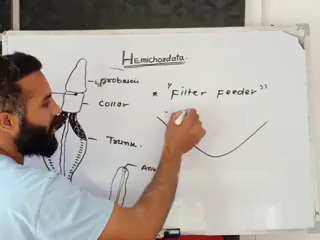 Hemichordata.
proboscis
* "Filter Feeder"
Collar
Trunk.